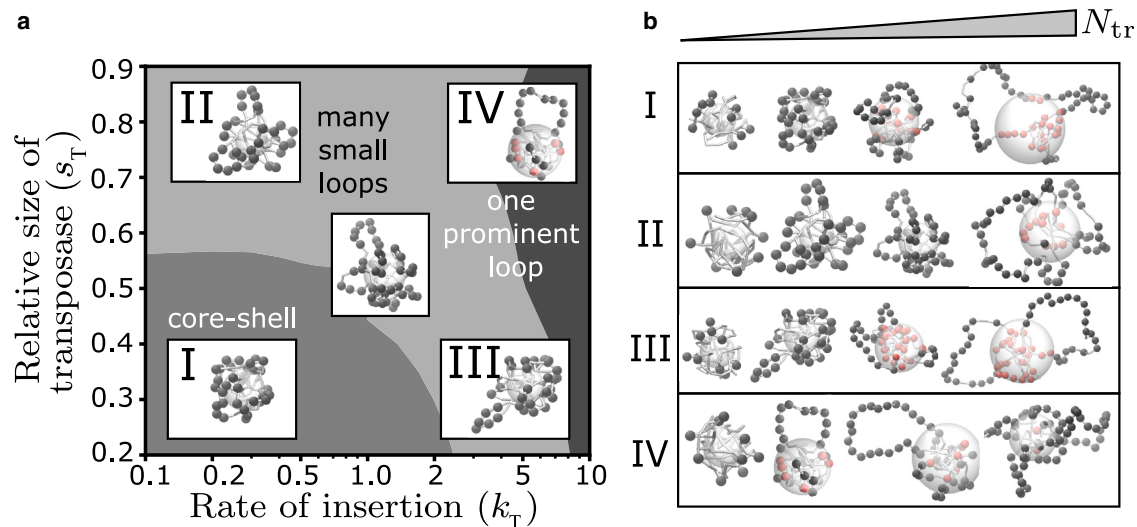 a
Relative size of
transposase (s_T)
0.9
0.8
0.7
0.6
0.5
0.4
0.3
0.2
II
many
small
loops
IV
one
prominent
loop
core-shell
I
III
0.1 0.2 0.5 1.0 2 5 10
Rate of insertion (k_T)
b
N_tr
I
II
III
IV